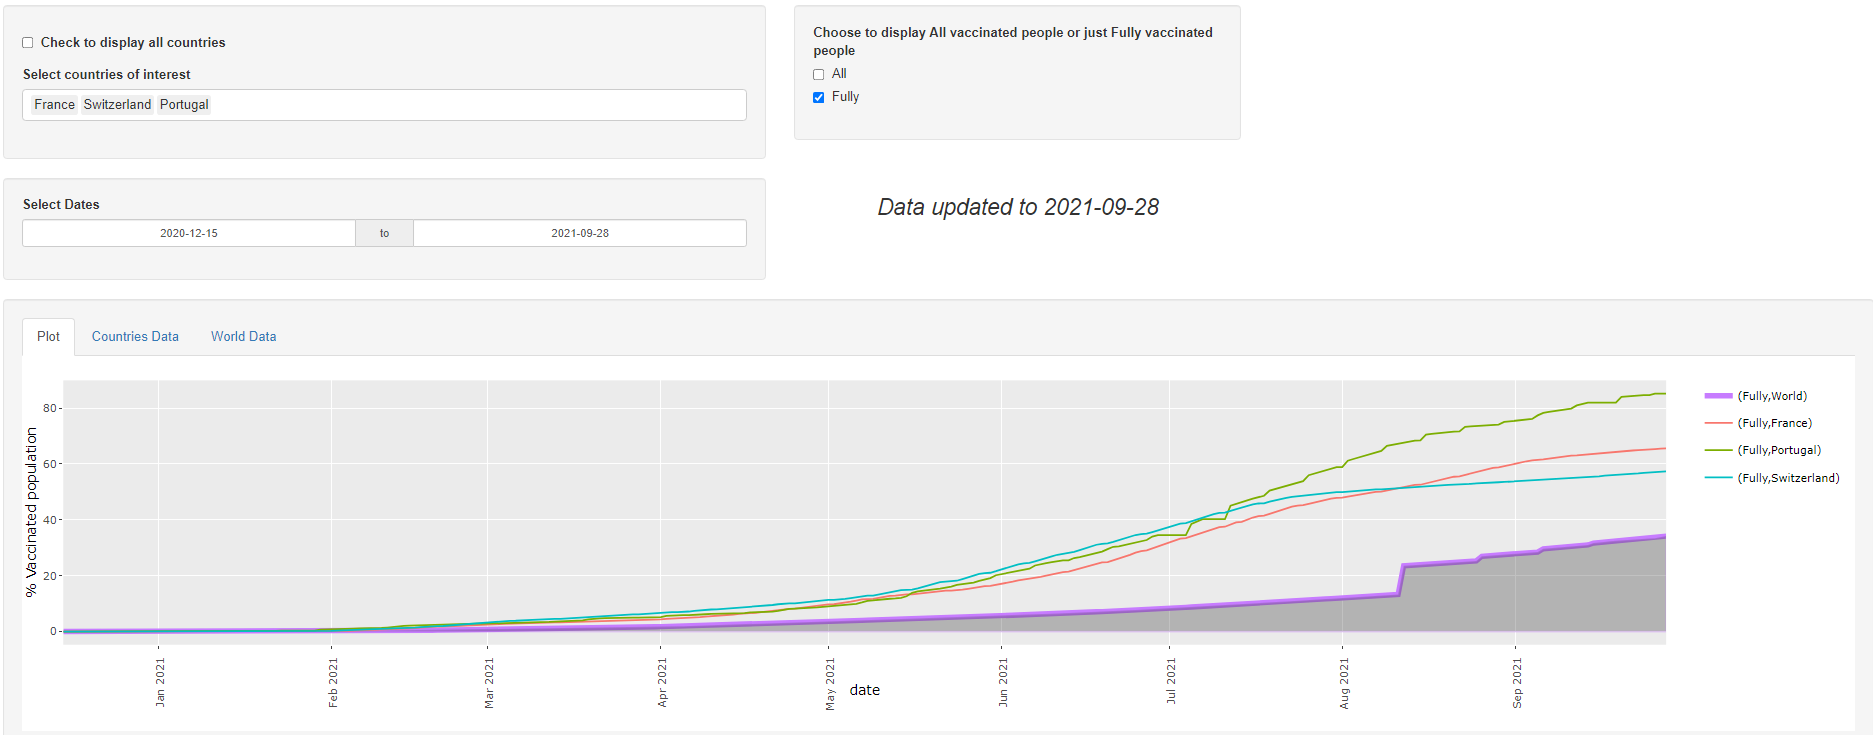 Check to display all countries
Select countries of interest
France Switzerland Portugal
Choose to display All vaccinated people or just Fully vaccinated
people
All
Fully
Select Dates
2020-12-15 to 2021-09-28
Data updated to 2021-09-28
Plot Countries Data World Data
% Vaccinated population
80
60
40
20
0
Jan 2021
Feb 2021
Mar 2021
Apr 2021
May 2021
Jun 2021
Jul 2021
Aug 2021
Sep 2021
date
(Fully,World)
(Fully,France)
(Fully,Portugal)
(Fully,Switzerland)